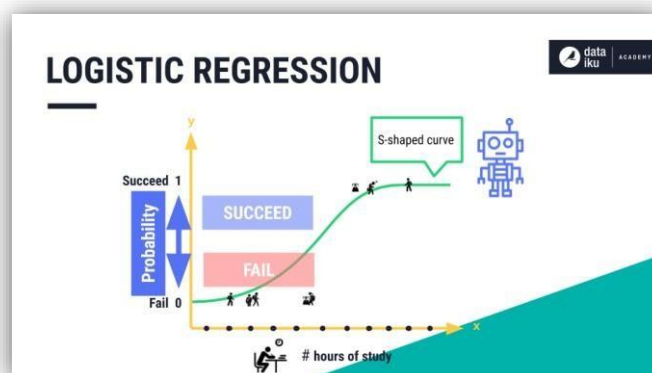 LOGISTIC REGRESSION
data
iku
ACADEMY
y
S-shaped curve
Succeed 1
SUCCEED
Probability
FAIL
Fail 0
x
# hours of study